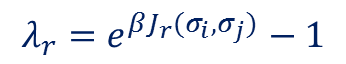 λ_r = e^{βJ_r(σ_i,σ_j)} − 1